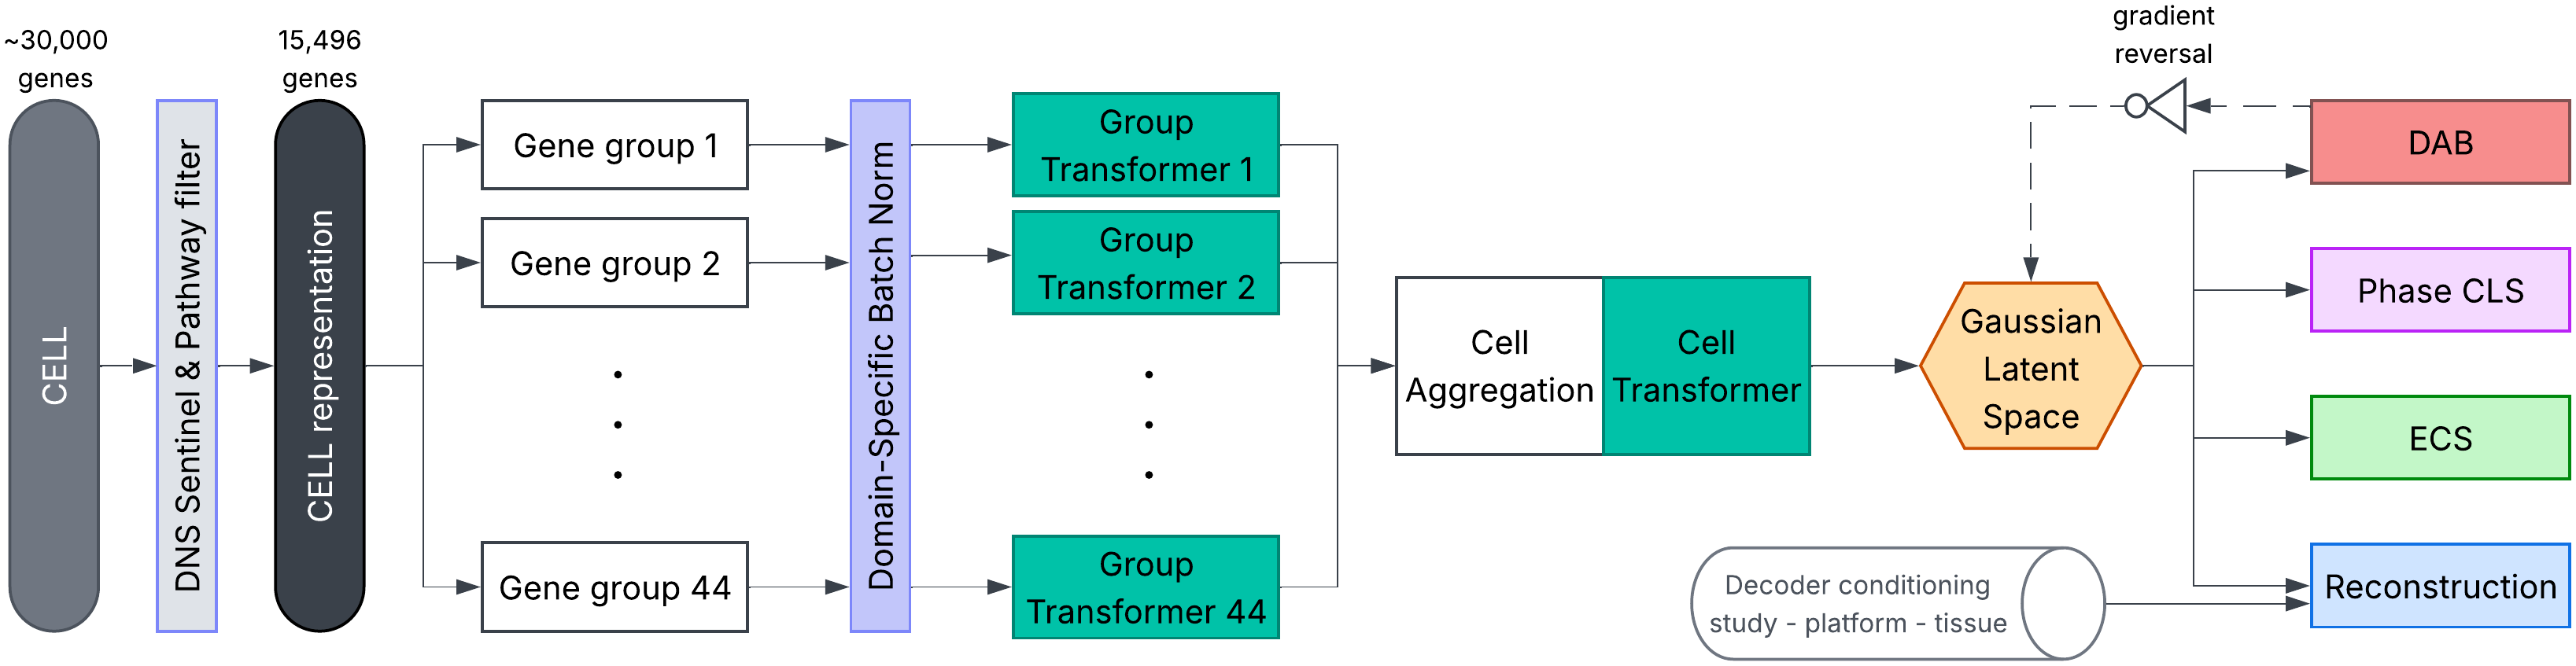 ~30,000
genes
CELL
DNS Sentinel & Pathway filter
15,496
genes
CELL representation
Gene group 1
Gene group 2
Gene group 44
Domain-Specific Batch Norm
Group
Transformer 1
Group
Transformer 2
Group
Transformer 44
Cell
Aggregation
Cell
Transformer
Gaussian
Latent
Space
gradient
reversal
DAB
Phase CLS
ECS
Reconstruction
Decoder conditioning
study - platform - tissue